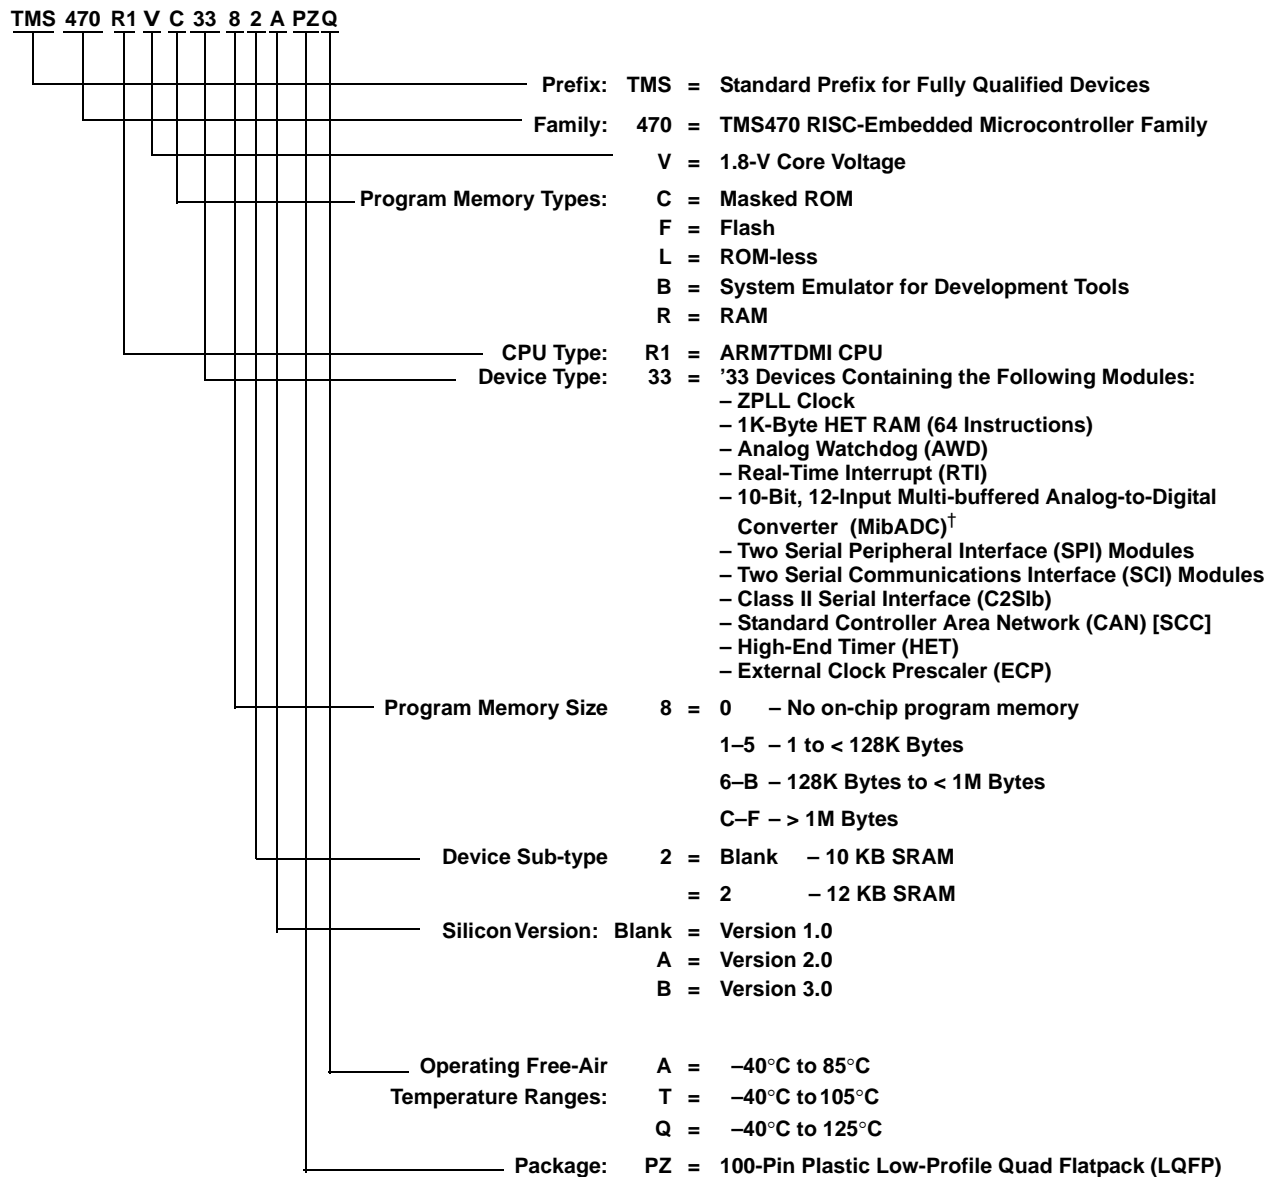 TMS 470 R1 V C 33 8 2 A PZ Q
Prefix: TMS = Standard Prefix for Fully Qualified Devices
Family: 470 = TMS470 RISC-Embedded Microcontroller Family
V = 1.8-V Core Voltage
Program Memory Types: C = Masked ROM
F = Flash
L = ROM-less
B = System Emulator for Development Tools
R = RAM
CPU Type: R1 = ARM7TDMI CPU
Device Type: 33 = ’33 Devices Containing the Following Modules:
– ZPLL Clock
– 1K-Byte HET RAM (64 Instructions)
– Analog Watchdog (AWD)
– Real-Time Interrupt (RTI)
– 10-Bit, 12-Input Multi-buffered Analog-to-Digital
Converter (MibADC)†
– Two Serial Peripheral Interface (SPI) Modules
– Two Serial Communications Interface (SCI) Modules
– Class II Serial Interface (C2SIb)
– Standard Controller Area Network (CAN) [SCC]
– High-End Timer (HET)
– External Clock Prescaler (ECP)
Program Memory Size 8 = 0 – No on-chip program memory
1–5 – 1 to < 128K Bytes
6–B – 128K Bytes to < 1M Bytes
C–F – > 1M Bytes
Device Sub-type 2 = Blank – 10 KB SRAM
= 2 – 12 KB SRAM
Silicon Version: Blank = Version 1.0
A = Version 2.0
B = Version 3.0
Operating Free-Air A = –40°C to 85°C
Temperature Ranges: T = –40°C to 105°C
Q = –40°C to 125°C
Package: PZ = 100-Pin Plastic Low-Profile Quad Flatpack (LQFP)